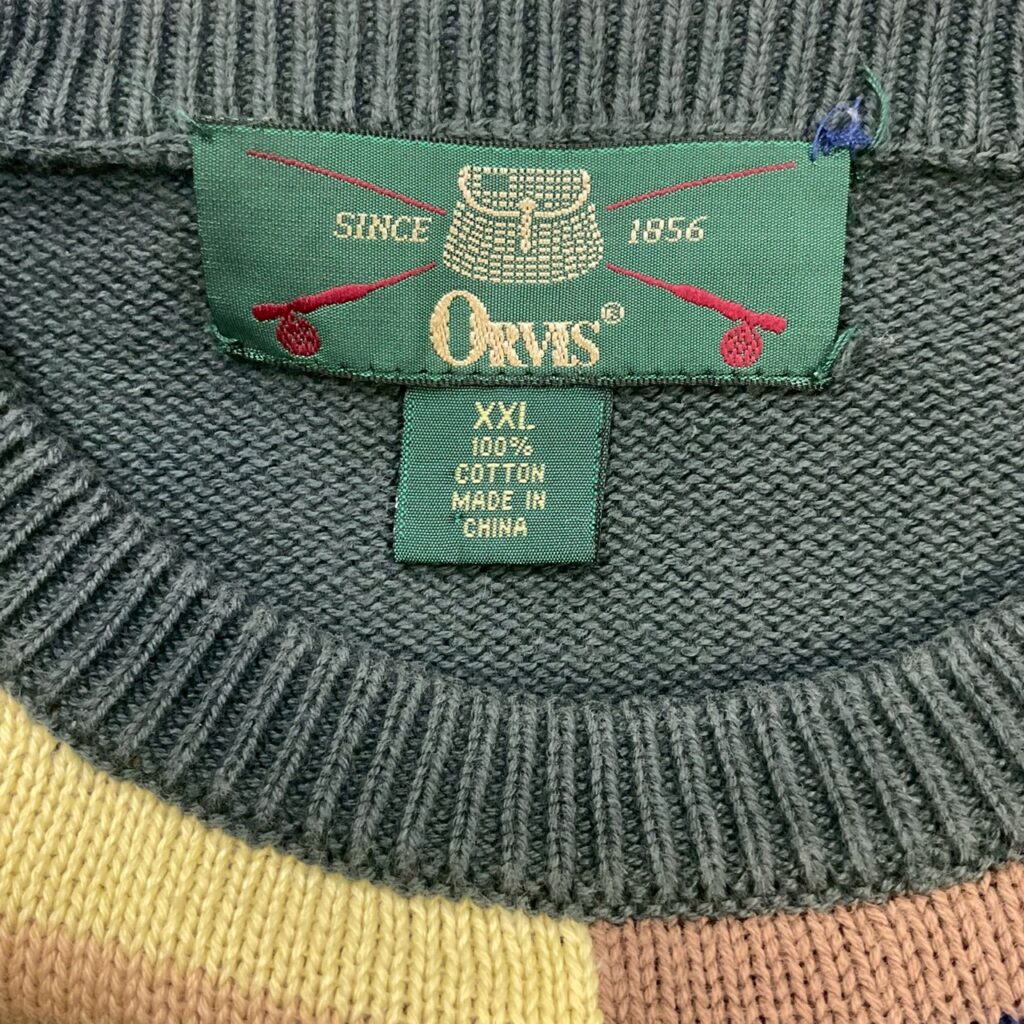 SINCE 1856
ORVIS®
XXL
100%
COTTON
MADE IN
CHINA